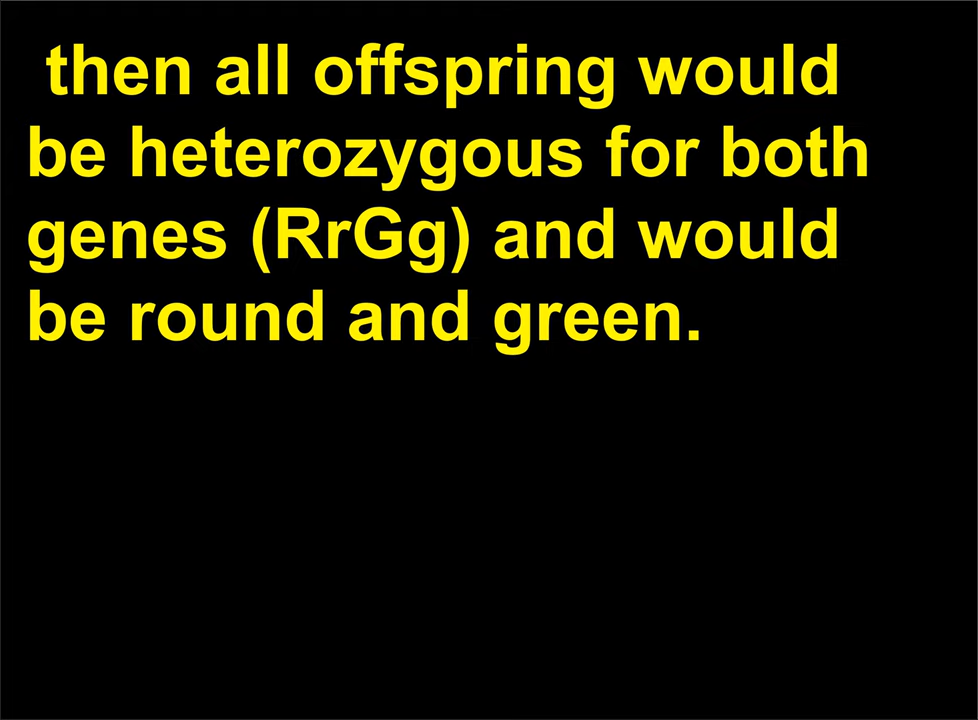 then all offspring would
be heterozygous for both
genes (RrGg) and would
be round and green.